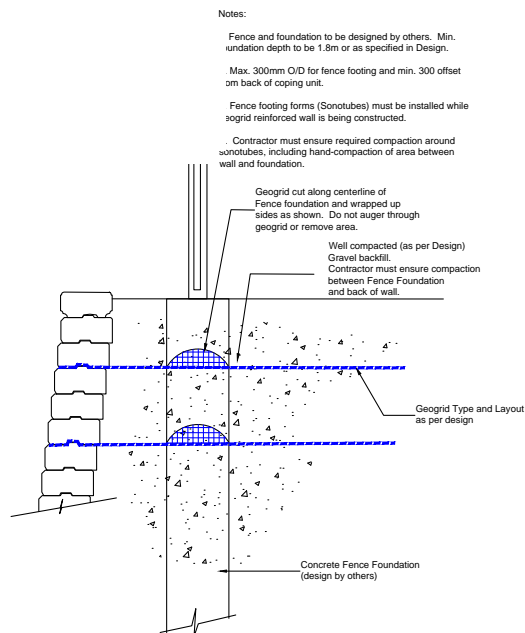 Notes:
Fence and foundation to be designed by others. Min.
undation depth to be 1.8m or as specified in Design.
Max. 300mm O/D for fence footing and min. 300 offset
om back of coping unit.
Fence footing forms (Sonotubes) must be installed while
eogrid reinforced wall is being constructed.
. Contractor must ensure required compaction around
sonotubes, including hand-compaction of area between
wall and foundation.
Geogrid cut along centerline of
Fence foundation and wrapped up
sides as shown. Do not auger through
geogrid or remove area.
Well compacted (as per Design)
Gravel backfill.
Contractor must ensure compaction
between Fence Foundation
and back of wall.
Geogrid Type and Layout
as per design
Concrete Fence Foundation
(design by others)